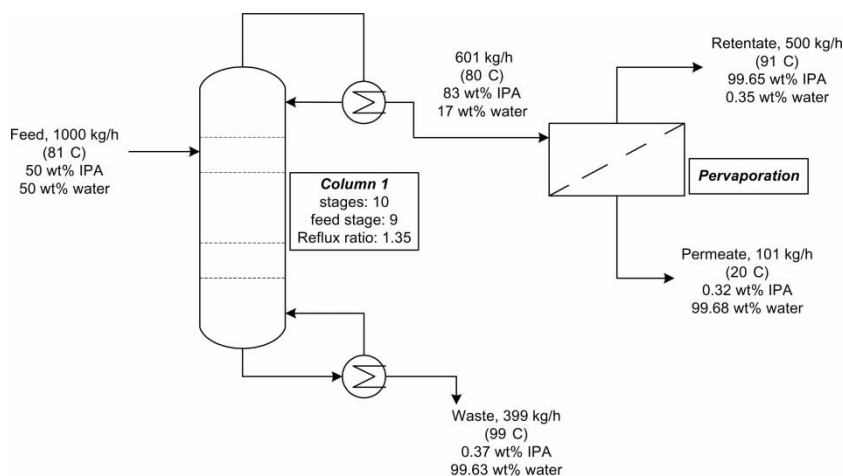 Feed, 1000 kg/h
(81 C)
50 wt% IPA
50 wt% water
Column 1
stages: 10
feed stage: 9
Reflux ratio: 1.35
601 kg/h
(80 C)
83 wt% IPA
17 wt% water
Retentate, 500 kg/h
(91 C)
99.65 wt% IPA
0.35 wt% water
Pervaporation
Permeate, 101 kg/h
(20 C)
0.32 wt% IPA
99.68 wt% water
Waste, 399 kg/h
(99 C)
0.37 wt% IPA
99.63 wt% water